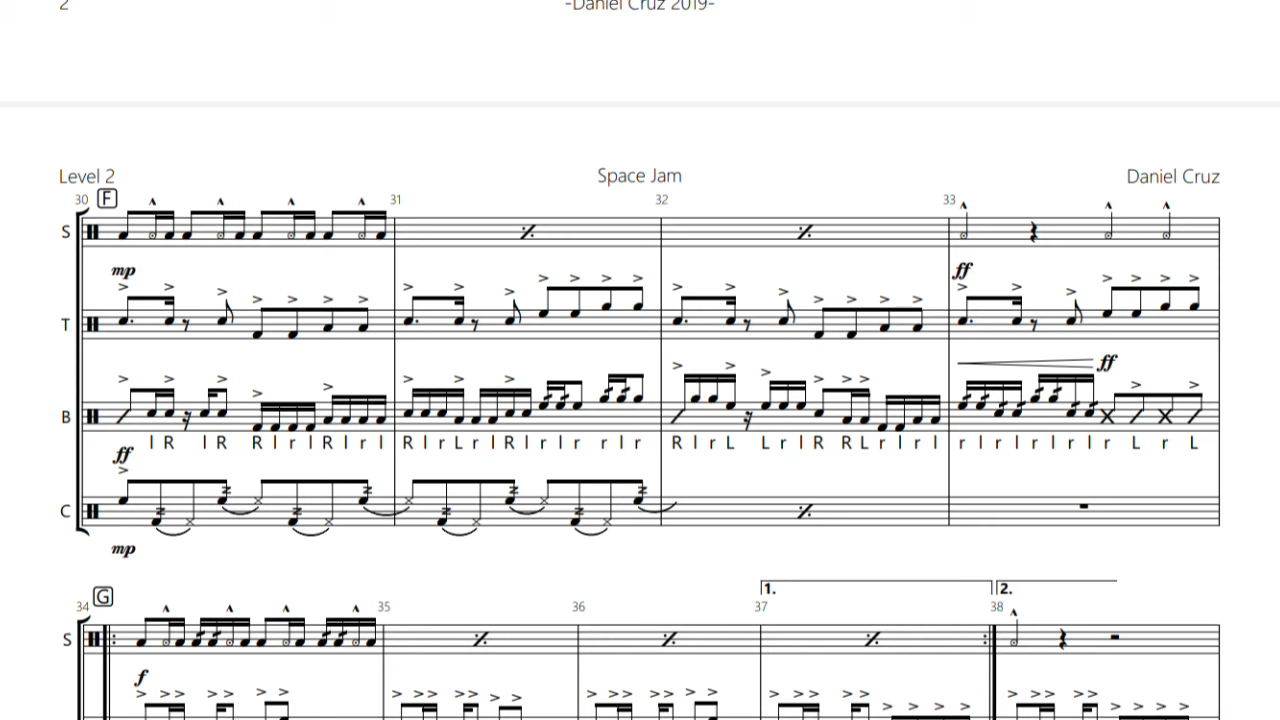 2 -Daniel Cruz 2019-
Level 2 Space Jam Daniel Cruz
30 F 31 32 33
S
mp ff
T
ff
B
l R l R R l r l R l r l R l r L r l R l r l r r l r R l r L L r l R R L r l r l r l r l r l r l r L r L
ff
C
mp
1. 2.
34 G 35 36 37 38
S
f